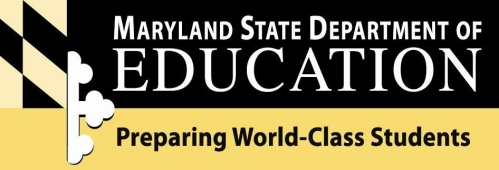 MARYLAND STATE DEPARTMENT OF
EDUCATION
Preparing World-Class Students